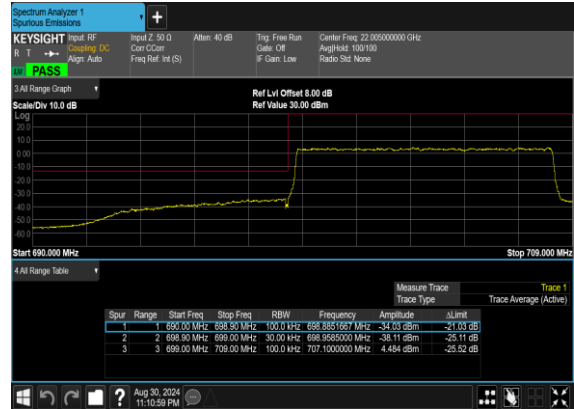 Spectrum Analyzer 1
Spurious Emissions
KEYSIGHT Input: RF Input Z: 50 Ω Atten: 40 dB Trig: Free Run Center Freq: 22.005000000 GHz
R T Coupling: DC Corr CCorr Gate: Off Avg|Hold: 100/100
Align: Auto Freq Ref: Int (S) IF Gain: Low Radio Std: None
LM PASS
3 All Range Graph Ref Lvl Offset 8.00 dB
Scale/Div 10.0 dB Ref Value 30.00 dBm
Log
20.0
10.0
0.00
-10.0
-20.0
-30.0
-40.0
-50.0
-60.0
Start 690.000 MHz Stop 709.000 MHz
4 All Range Table
Measure Trace Trace 1
Trace Type Trace Average (Active)
Spur Range Start Freq Stop Freq RBW Frequency Amplitude ΔLimit
1 1 690.00 MHz 698.90 MHz 100.0 kHz 698.8851667 MHz -34.03 dBm -21.03 dB
2 2 698.90 MHz 699.00 MHz 30.00 kHz 698.9585000 MHz -38.11 dBm -25.11 dB
3 3 699.00 MHz 709.00 MHz 100.0 kHz 707.1000000 MHz 4.484 dBm -25.52 dB
Aug 30, 2024
11:10:59 PM